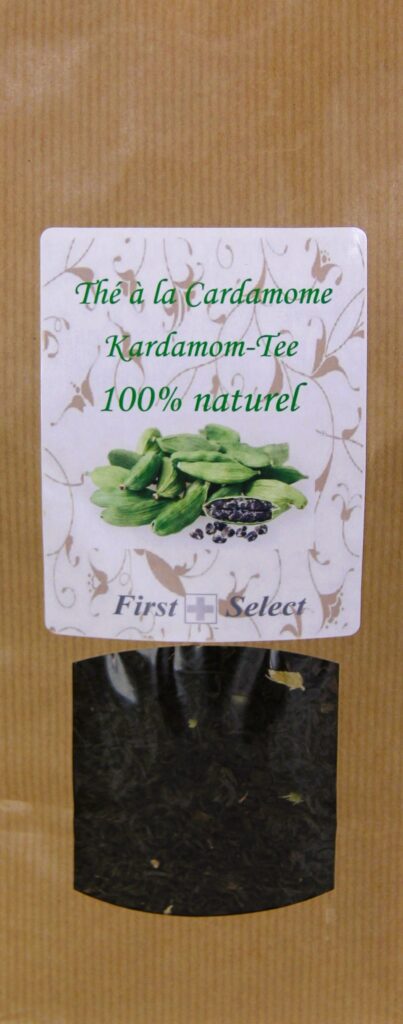 Thé à la Cardamome
Kardamom-Tee
100% naturel
First Select